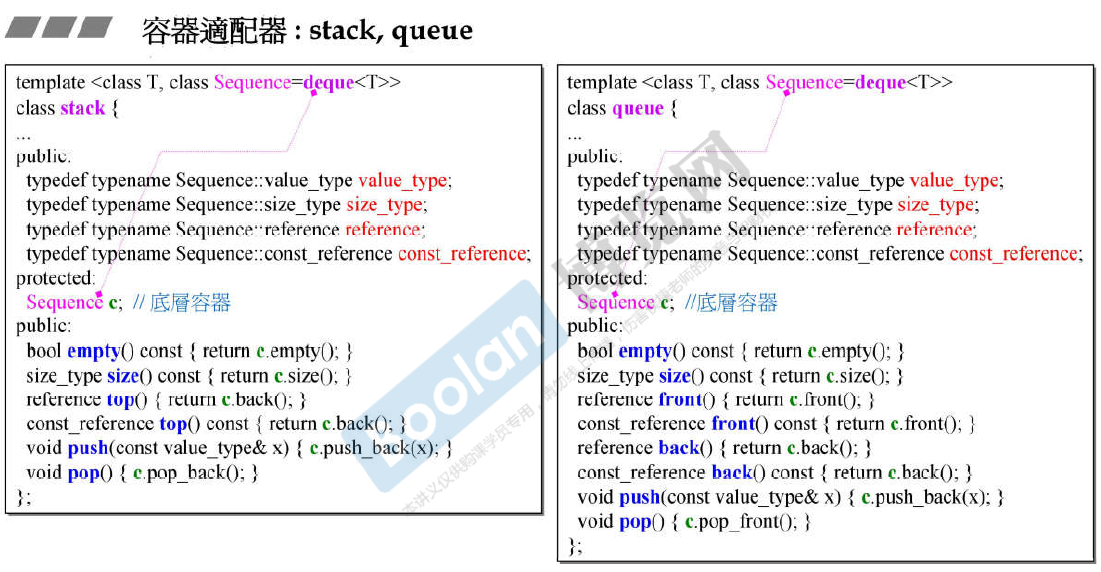 容器適配器 : stack, queue
template <class T, class Sequence=deque<T>>
class stack {
...
public:
typedef typename Sequence::value_type value_type;
typedef typename Sequence::size_type size_type;
typedef typename Sequence::reference reference;
typedef typename Sequence::const_reference const_reference;
protected:
Sequence c; // 底層容器
public:
bool empty() const { return c.empty(); }
size_type size() const { return c.size(); }
reference top() { return c.back(); }
const_reference top() const { return c.back(); }
void push(const value_type& x) { c.push_back(x); }
void pop() { c.pop_back(); }
};
template <class T, class Sequence=deque<T>>
class queue {
...
public:
typedef typename Sequence::value_type value_type;
typedef typename Sequence::size_type size_type;
typedef typename Sequence::reference reference;
typedef typename Sequence::const_reference const_reference;
protected:
Sequence c; //底層容器
public:
bool empty() const { return c.empty(); }
size_type size() const { return c.size(); }
reference front() { return c.front(); }
const_reference front() const { return c.front(); }
reference back() { return c.back(); }
const_reference back() const { return c.back(); }
void push(const value_type& x) { c.push_back(x); }
void pop() { c.pop_front(); }
};
Boolan
博览网
本讲义仅供购课学员专用